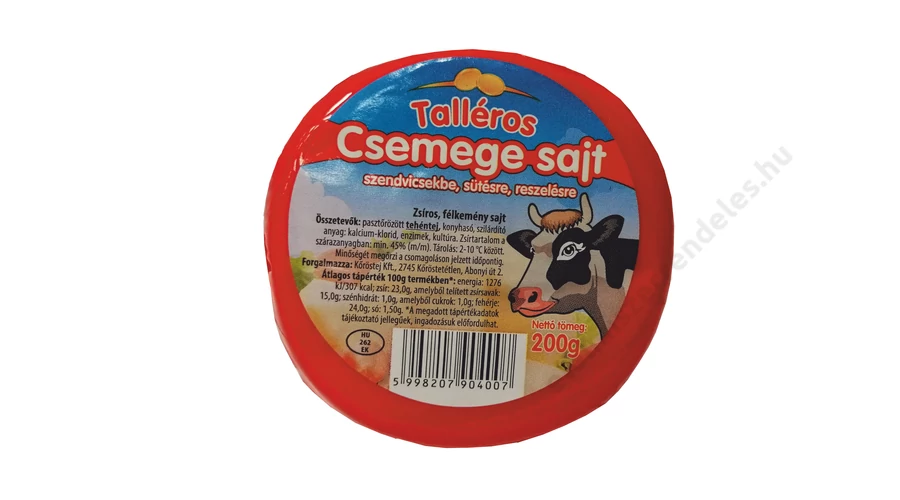 Talléros
Csemege sajt
szendvicsekbe, sütésre, reszelésre
Zsíros, félkemény sajt
Összetevők: pasztőrözött tehéntej, konyhasó, szilárdító
anyag: kalcium-klorid, enzimek, kultúra. Zsírtartalom a
szárazanyagban: min. 45% (m/m). Tárolás: 2-10 °C között.
Minőségét megőrzi a csomagoláson jelzett időpontig.
Forgalmazza: Kőröstej Kft., 2745 Kőröstetétlen, Abonyi út 2.
Átlagos tápérték 100g termékben*: energia: 1276
kJ/307 kcal; zsír: 23,0g, amelyből telített zsírsavak:
15,0g; szénhidrát: 1,0g, amelyből cukrok: 1,0g; fehérje:
24,0g; só: 1,50g. *A megadott tápértékadatok
tájékoztató jellegűek, ingadozásuk előfordulhat.
HU
262
EK
Nettó tömeg:
200g
5 998207 904007
rendeles.hu